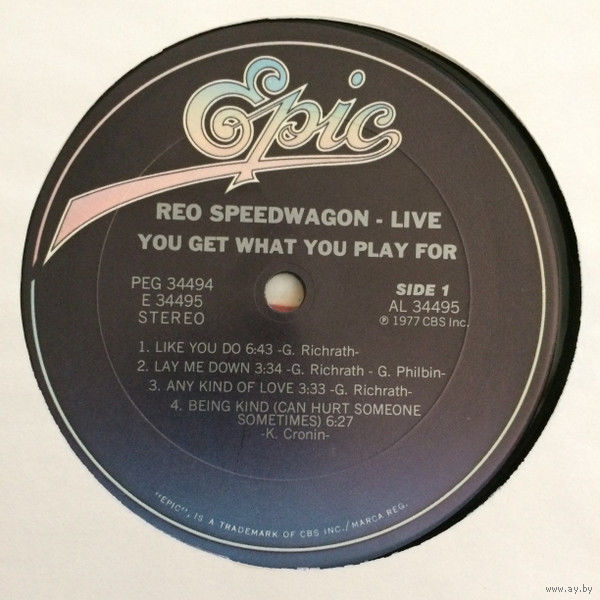 Epic
REO SPEEDWAGON - LIVE
YOU GET WHAT YOU PLAY FOR
PEG 34494
E 34495
STEREO
SIDE 1
AL 34495
℗ 1977 CBS Inc.
1. LIKE YOU DO 6:43 -G. Richrath-
2. LAY ME DOWN 3:34 -G. Richrath - G. Philbin-
3. ANY KIND OF LOVE 3:33 -G. Richrath-
4. BEING KIND (CAN HURT SOMEONE
SOMETIMES) 6:27
-K. Cronin-
"EPIC", IS A TRADEMARK OF CBS INC./MARCA REG.
www.ay.by